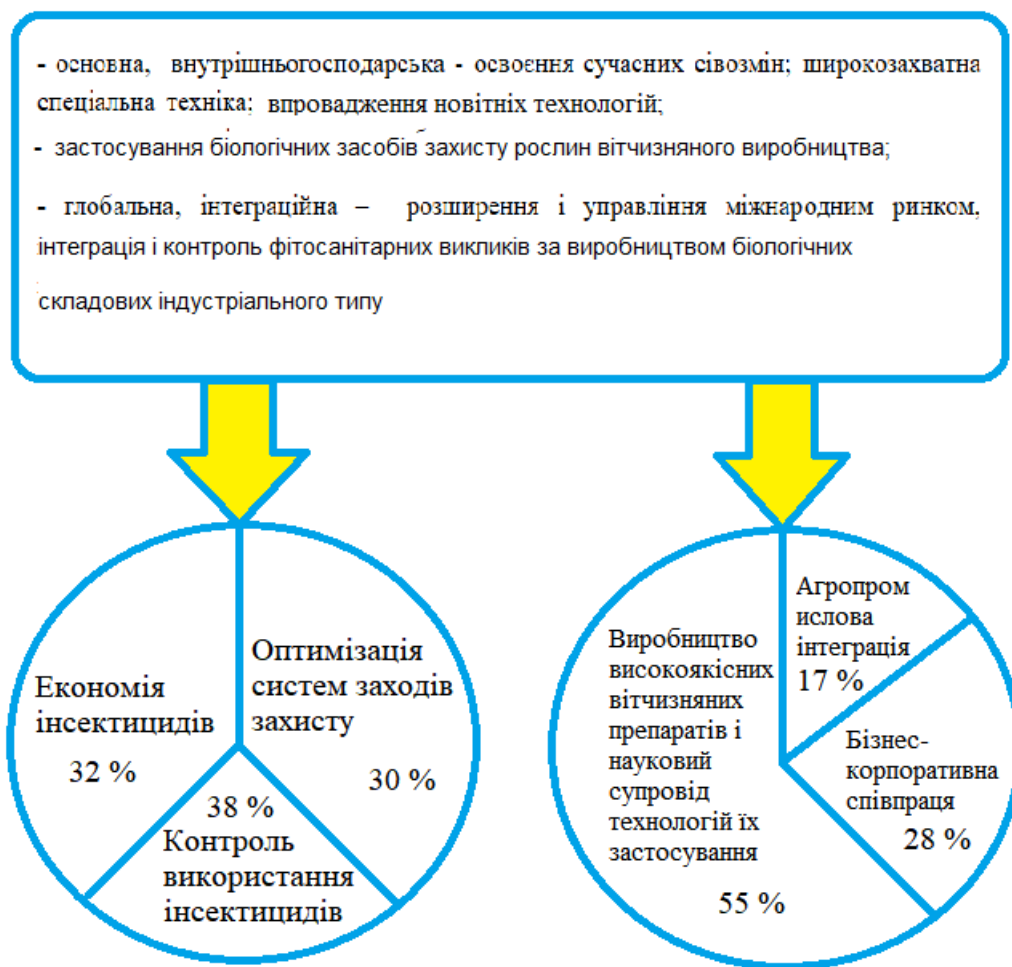 - основна, внутрішньогосподарська - освоєння сучасних сівозмін; широкозахватна
спеціальна техніка; впровадження новітніх технологій;
- застосування біологічних засобів захисту рослин вітчизняного виробництва;
- глобальна, інтеграційна – розширення і управління міжнародним ринком,
інтеграція і контроль фітосанітарних викликів за виробництвом біологічних
складових індустріального типу
Економія
інсектицидів
32 %
Оптимізація
систем заходів
захисту
30 %
38 %
Контроль
використання
інсектицидів
Виробництво
високоякісних
вітчизняних
препаратів і
науковий
супровід
технологій їх
застосування
55 %
Агропром
ислова
інтеграція
17 %
Бізнес-
корпоративна
співпраця
28 %